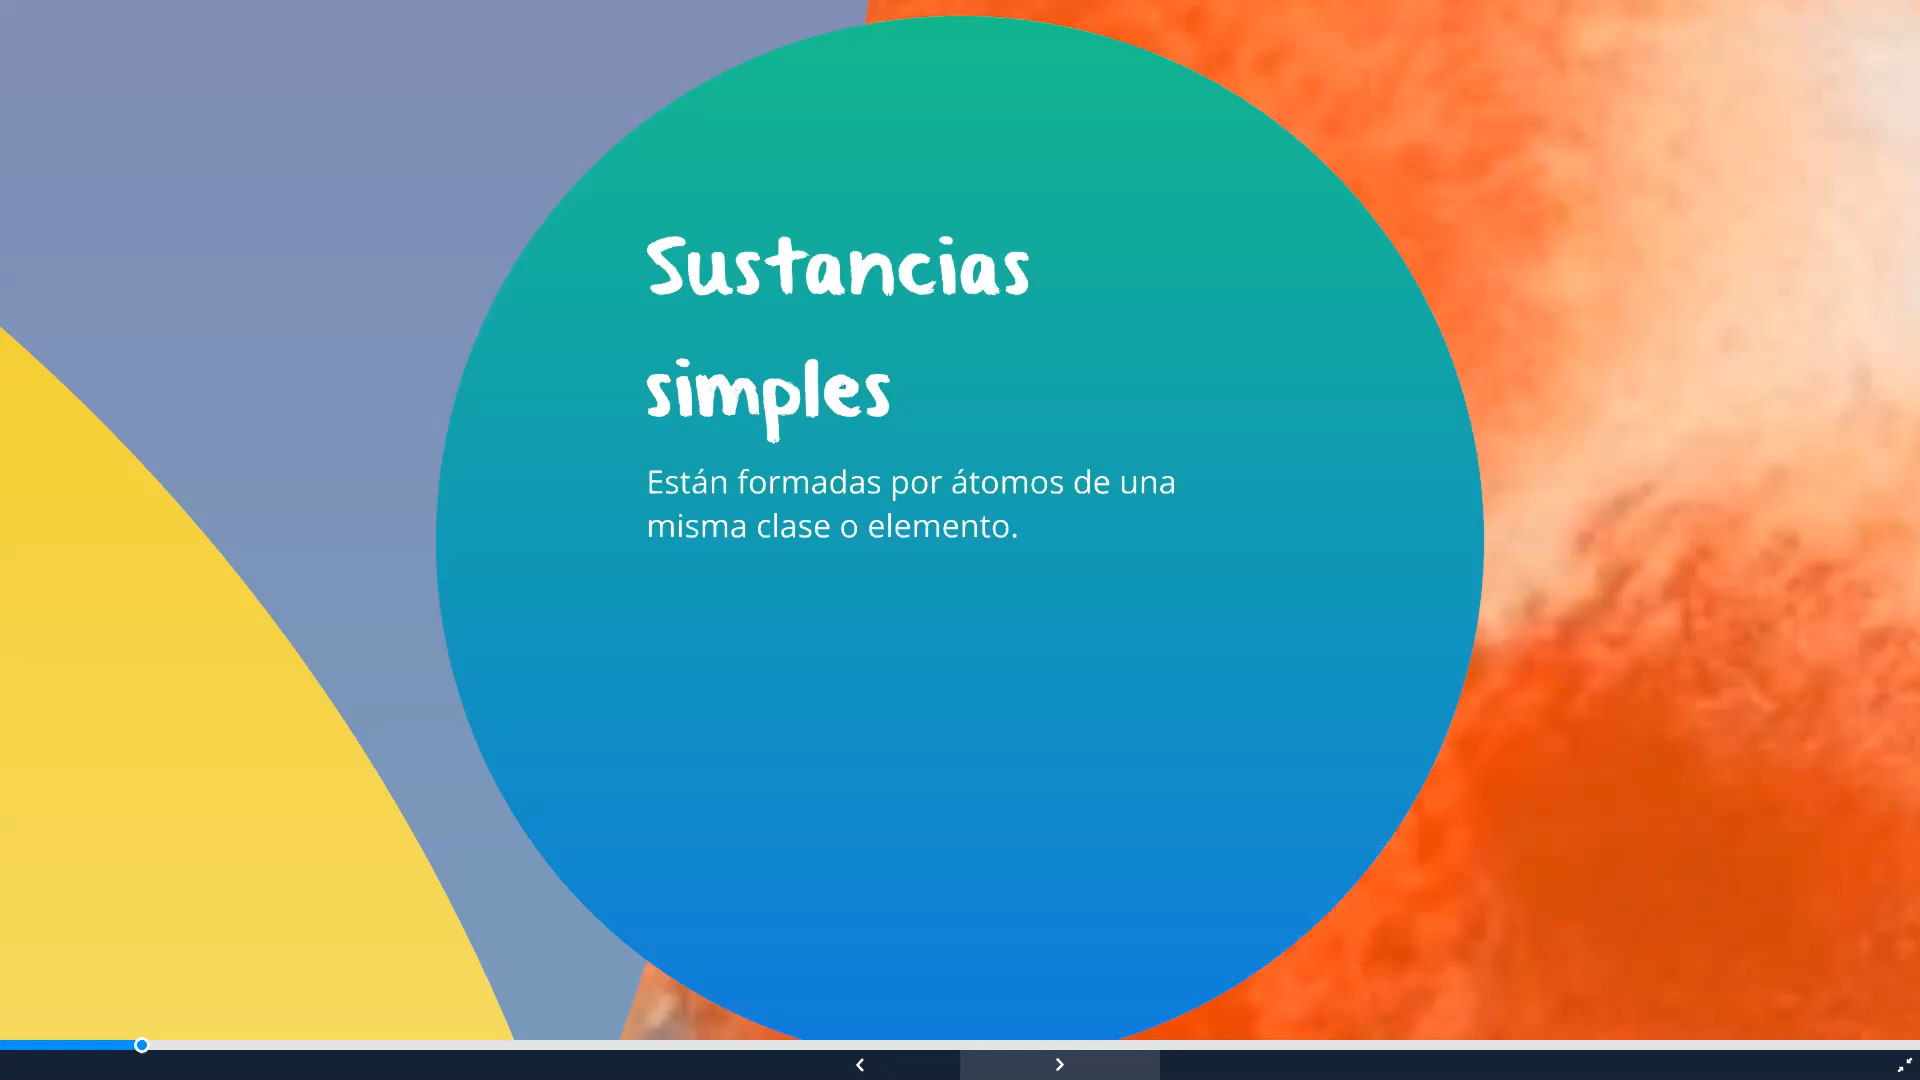 Sustancias
simples
Están formadas por átomos de una
misma clase o elemento.